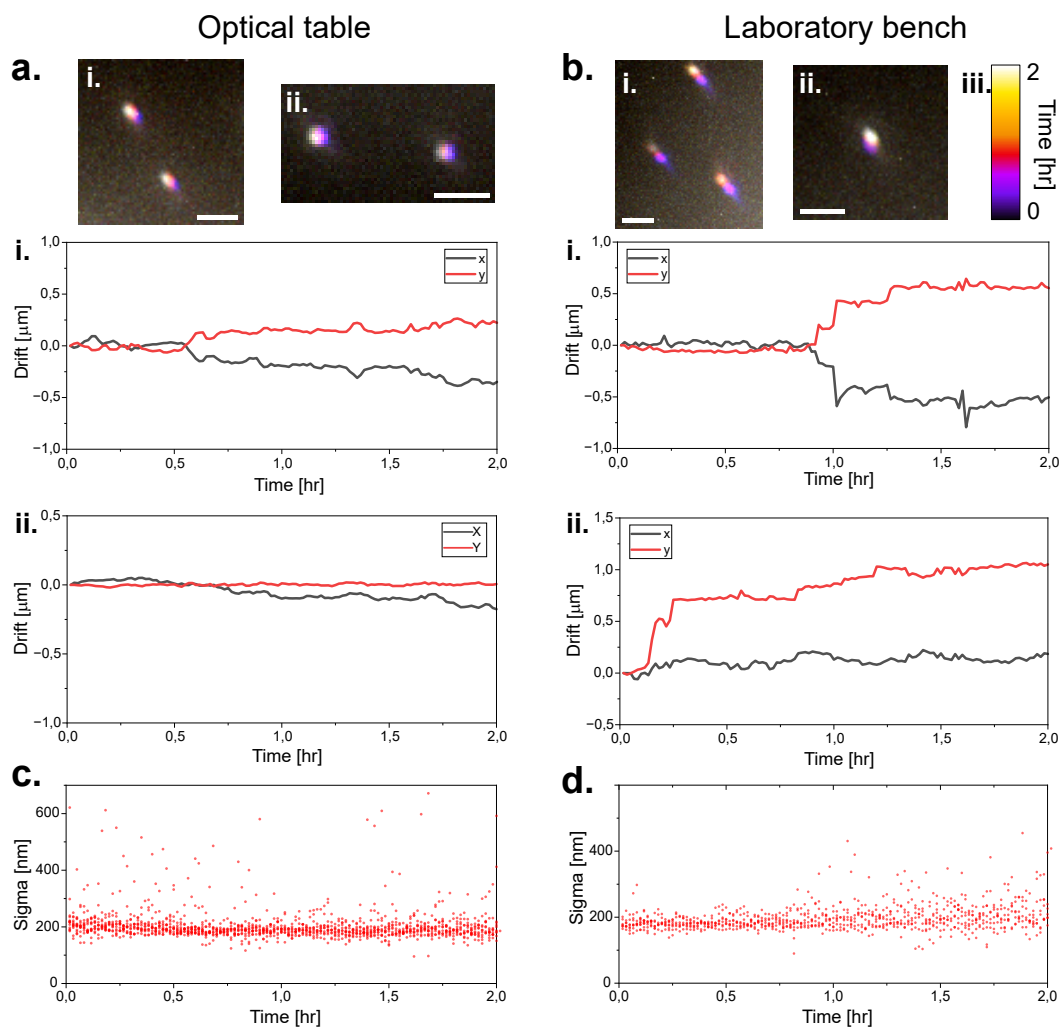 Optical table
Laboratory bench
a.
i.
ii.
b.
i.
ii.
iii.
2
Time [hr]
0
i.
1,0
0,5
0,0
−0,5
−1,0
Drift [μm]
x
y
0,0
0,5
1,0
1,5
2,0
Time [hr]
i.
1,0
0,5
0,0
−0,5
−1,0
Drift [μm]
x
y
0,0
0,5
1,0
1,5
2,0
Time [hr]
ii.
0,5
0,0
−0,5
−1,0
Drift [μm]
X
Y
0,0
0,5
1,0
1,5
2,0
Time [hr]
ii.
1,5
1,0
0,5
0,0
−0,5
Drift [μm]
x
y
0,0
0,5
1,0
1,5
2,0
Time [hr]
c.
600
400
200
0
Sigma [nm]
0,0
0,5
1,0
1,5
2,0
Time [hr]
d.
400
200
0
Sigma [nm]
0,0
0,5
1,0
1,5
2,0
Time [hr]